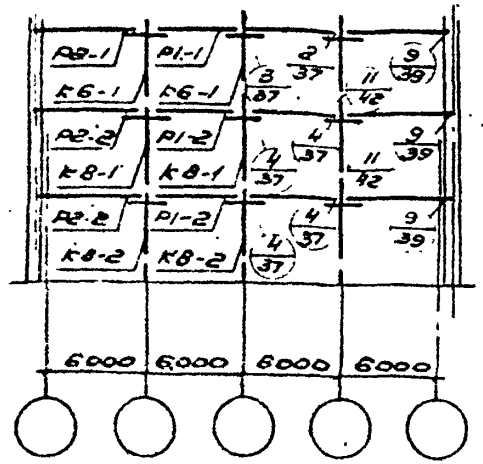 Р2-1 Р1-1 2/37 9/39
К6-1 К6-1 3/37 11/42
Р2-2 Р1-2 4/37 9/39
К8-1 К8-1 4/37 11/42
Р2-2 Р1-2 4/37 9/39
К8-2 К8-2 4/37
6000 6000 6000 6000